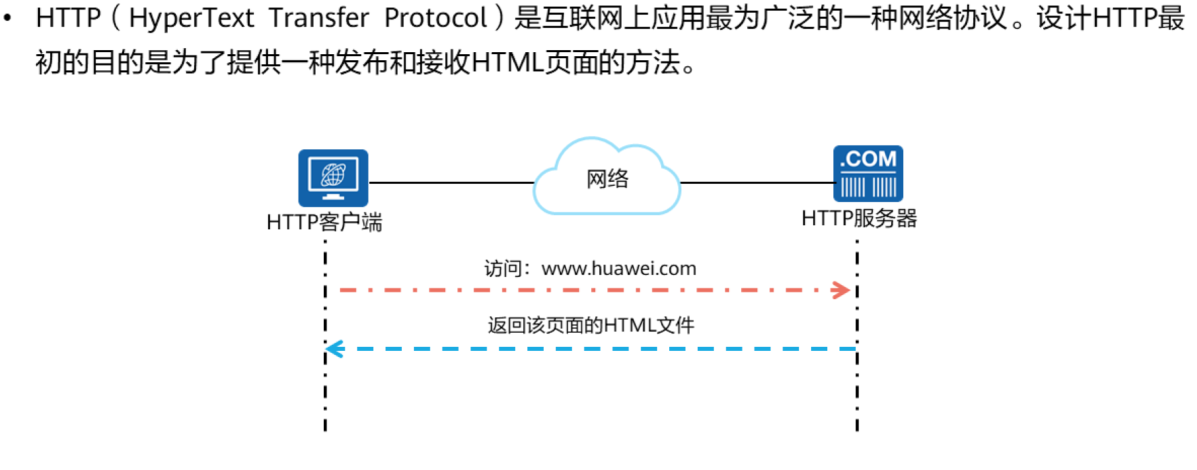 • HTTP（HyperText Transfer Protocol）是互联网上应用最为广泛的一种网络协议。设计HTTP最
初的目的是为了提供一种发布和接收HTML页面的方法。
网络
.COM
HTTP客户端
HTTP服务器
访问：www.huawei.com
返回该页面的HTML文件